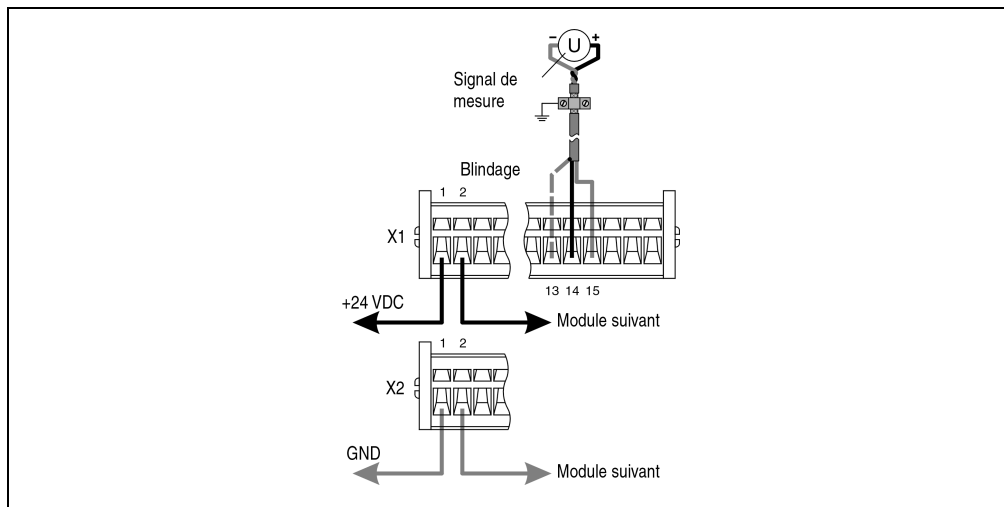 − U +
Signal de
mesure
Blindage
1 2
X1
13 14 15
+24 VDC
Module suivant
1 2
X2
GND
Module suivant